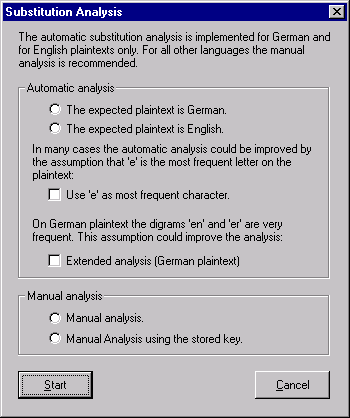 Substitution Analysis
The automatic substitution analysis is implemented for German and
for English plaintexts only. For all other languages the manual
analysis is recommended.
Automatic analysis
The expected plaintext is German.
The expected plaintext is English.
In many cases the automatic analysis could be improved by
the assumption that 'e' is the most frequent letter on the
plaintext:
Use 'e' as most frequent character.
On German plaintext the digrams 'en' and 'er' are very
frequent. This assumption could improve the analysis:
Extended analysis (German plaintext)
Manual analysis
Manual analysis.
Manual Analysis using the stored key.
Start
Cancel